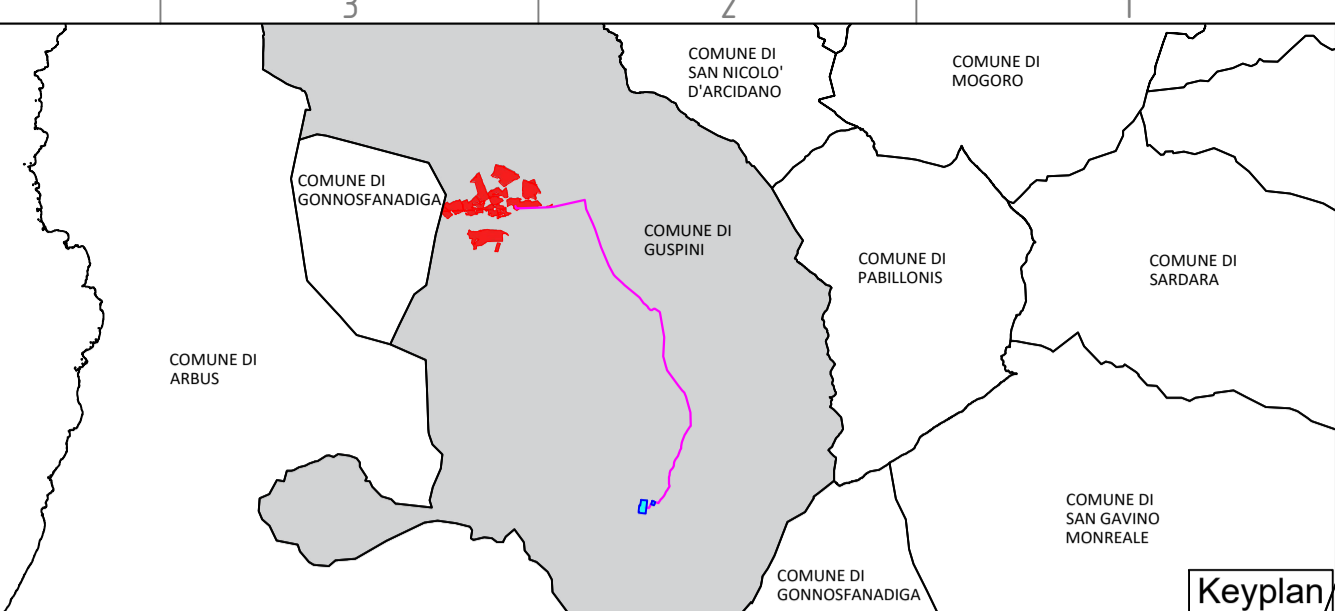 3
2
1
COMUNE DI
SAN NICOLO'
D'ARCIDANO
COMUNE DI
MOGORO
COMUNE DI
GONNOSFANADIGA
COMUNE DI
GUSPINI
COMUNE DI
PABILLONIS
COMUNE DI
SARDARA
COMUNE DI
ARBUS
COMUNE DI
SAN GAVINO
MONREALE
COMUNE DI
GONNOSFANADIGA
Keyplan